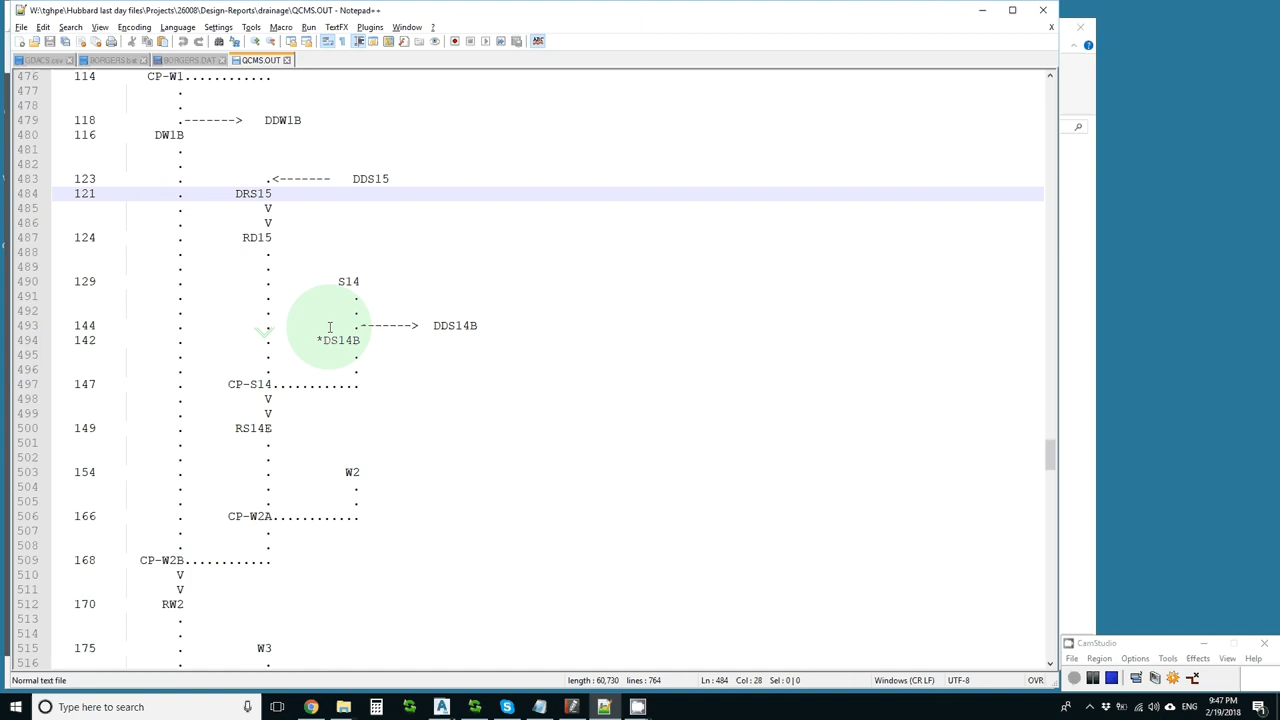 W:\tghpe\Hubbard last day files\Projects\26008\Design-Reports\drainage\QCMS.OUT - Notepad++
File Edit Search View Encoding Language Settings Tools Macro Run TextFX Plugins Window X
GDACS.csv BORGERS.bat BORGERS.DAT QCMS.OUT
476 114 CP-W1............
477 .
478 .
479 118 .-------> DDW1B
480 116 DW1B
481 .
482 .
483 123 . .<------- DDS15
484 121 . DRS15
485 . V
486 . V
487 124 . RD15
488 . .
489 . .
490 129 . . S14
491 . . .
492 . . .
493 144 . . .-------> DDS14B
494 142 . . *DS14B
495 . . .
496 . . .
497 147 . CP-S14............
498 . V
499 . V
500 149 . RS14E
501 . .
502 . .
503 154 . . W2
504 . . .
505 . . .
506 166 . CP-W2A............
507 . .
508 . .
509 168 CP-W2B............
510 V
511 V
512 170 RW2
513 .
514 .
515 175 . W3
516 . .
Normal text file length : 60,730 lines : 764 Ln : 484 Col : 28 Sel : 0 | 0 Windows (CR LF) UTF-8 OVR
CamStudio
File Region Options Tools Effects View Help
Type here to search
ENG
9:47 PM
2/19/2018